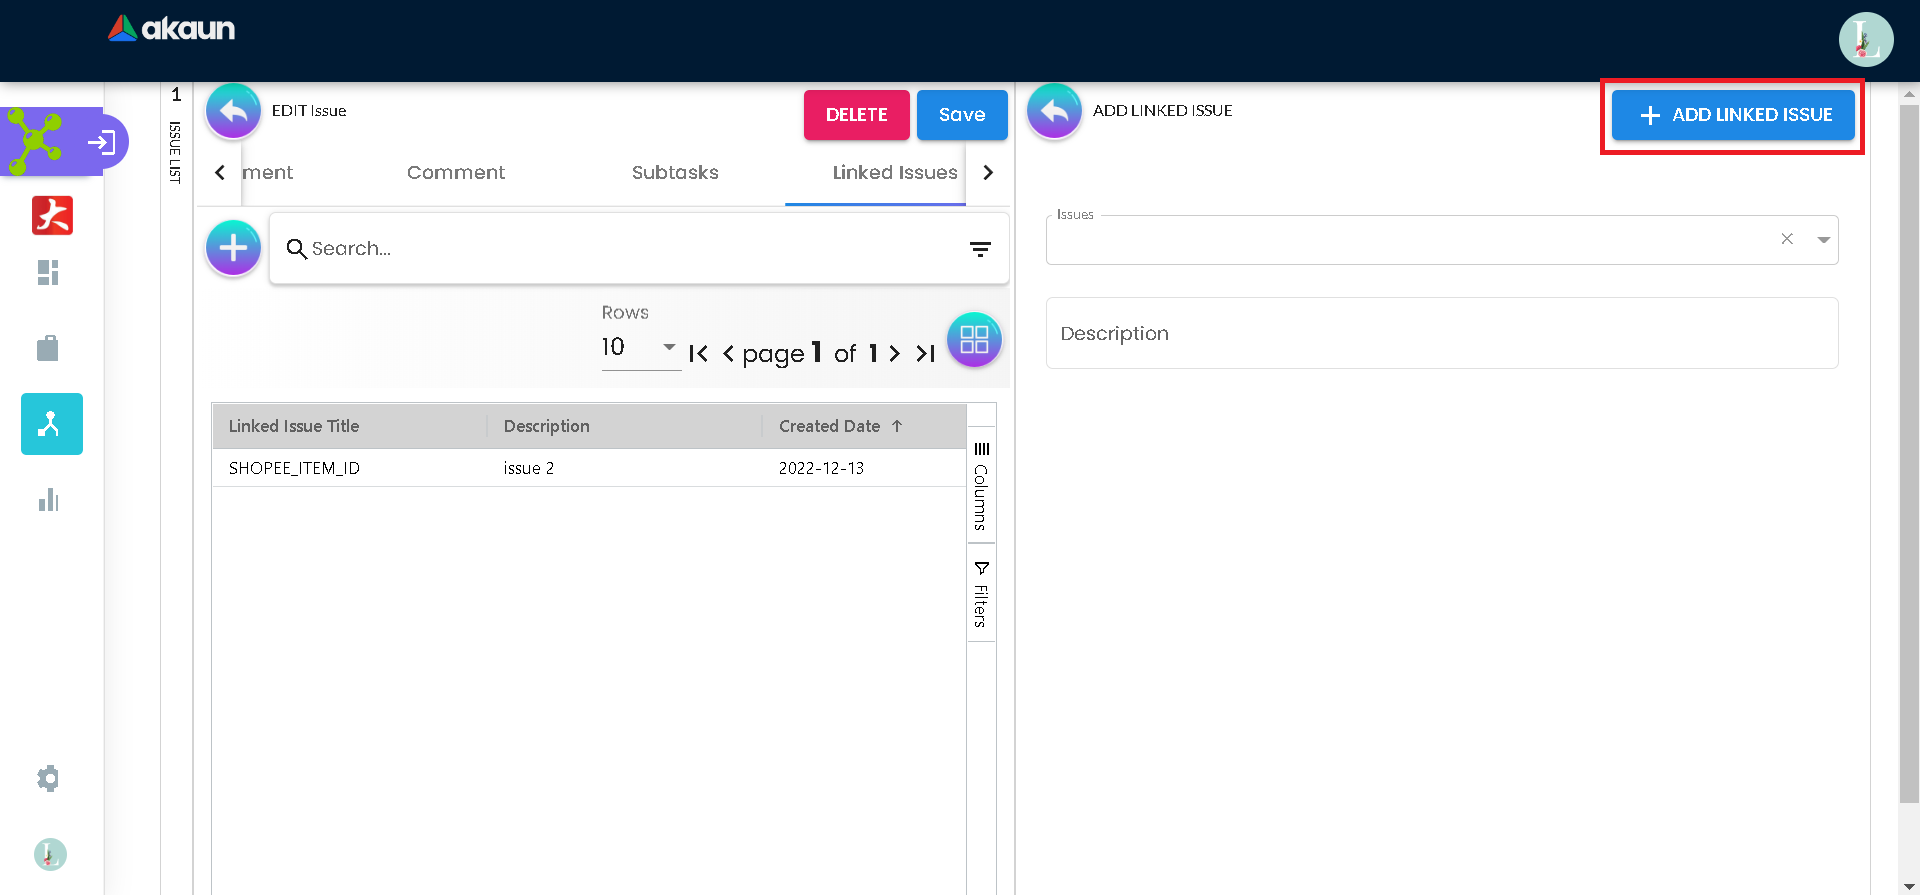 akaun
L
1
ISSUE LIST
EDIT Issue
DELETE
Save
ment
Comment
Subtasks
Linked Issues
Search...
Rows
10
page 1 of 1
Linked Issue Title
Description
Created Date
SHOPEE_ITEM_ID
issue 2
2022-12-13
Columns
Filters
ADD LINKED ISSUE
ADD LINKED ISSUE
Issues
Description
L